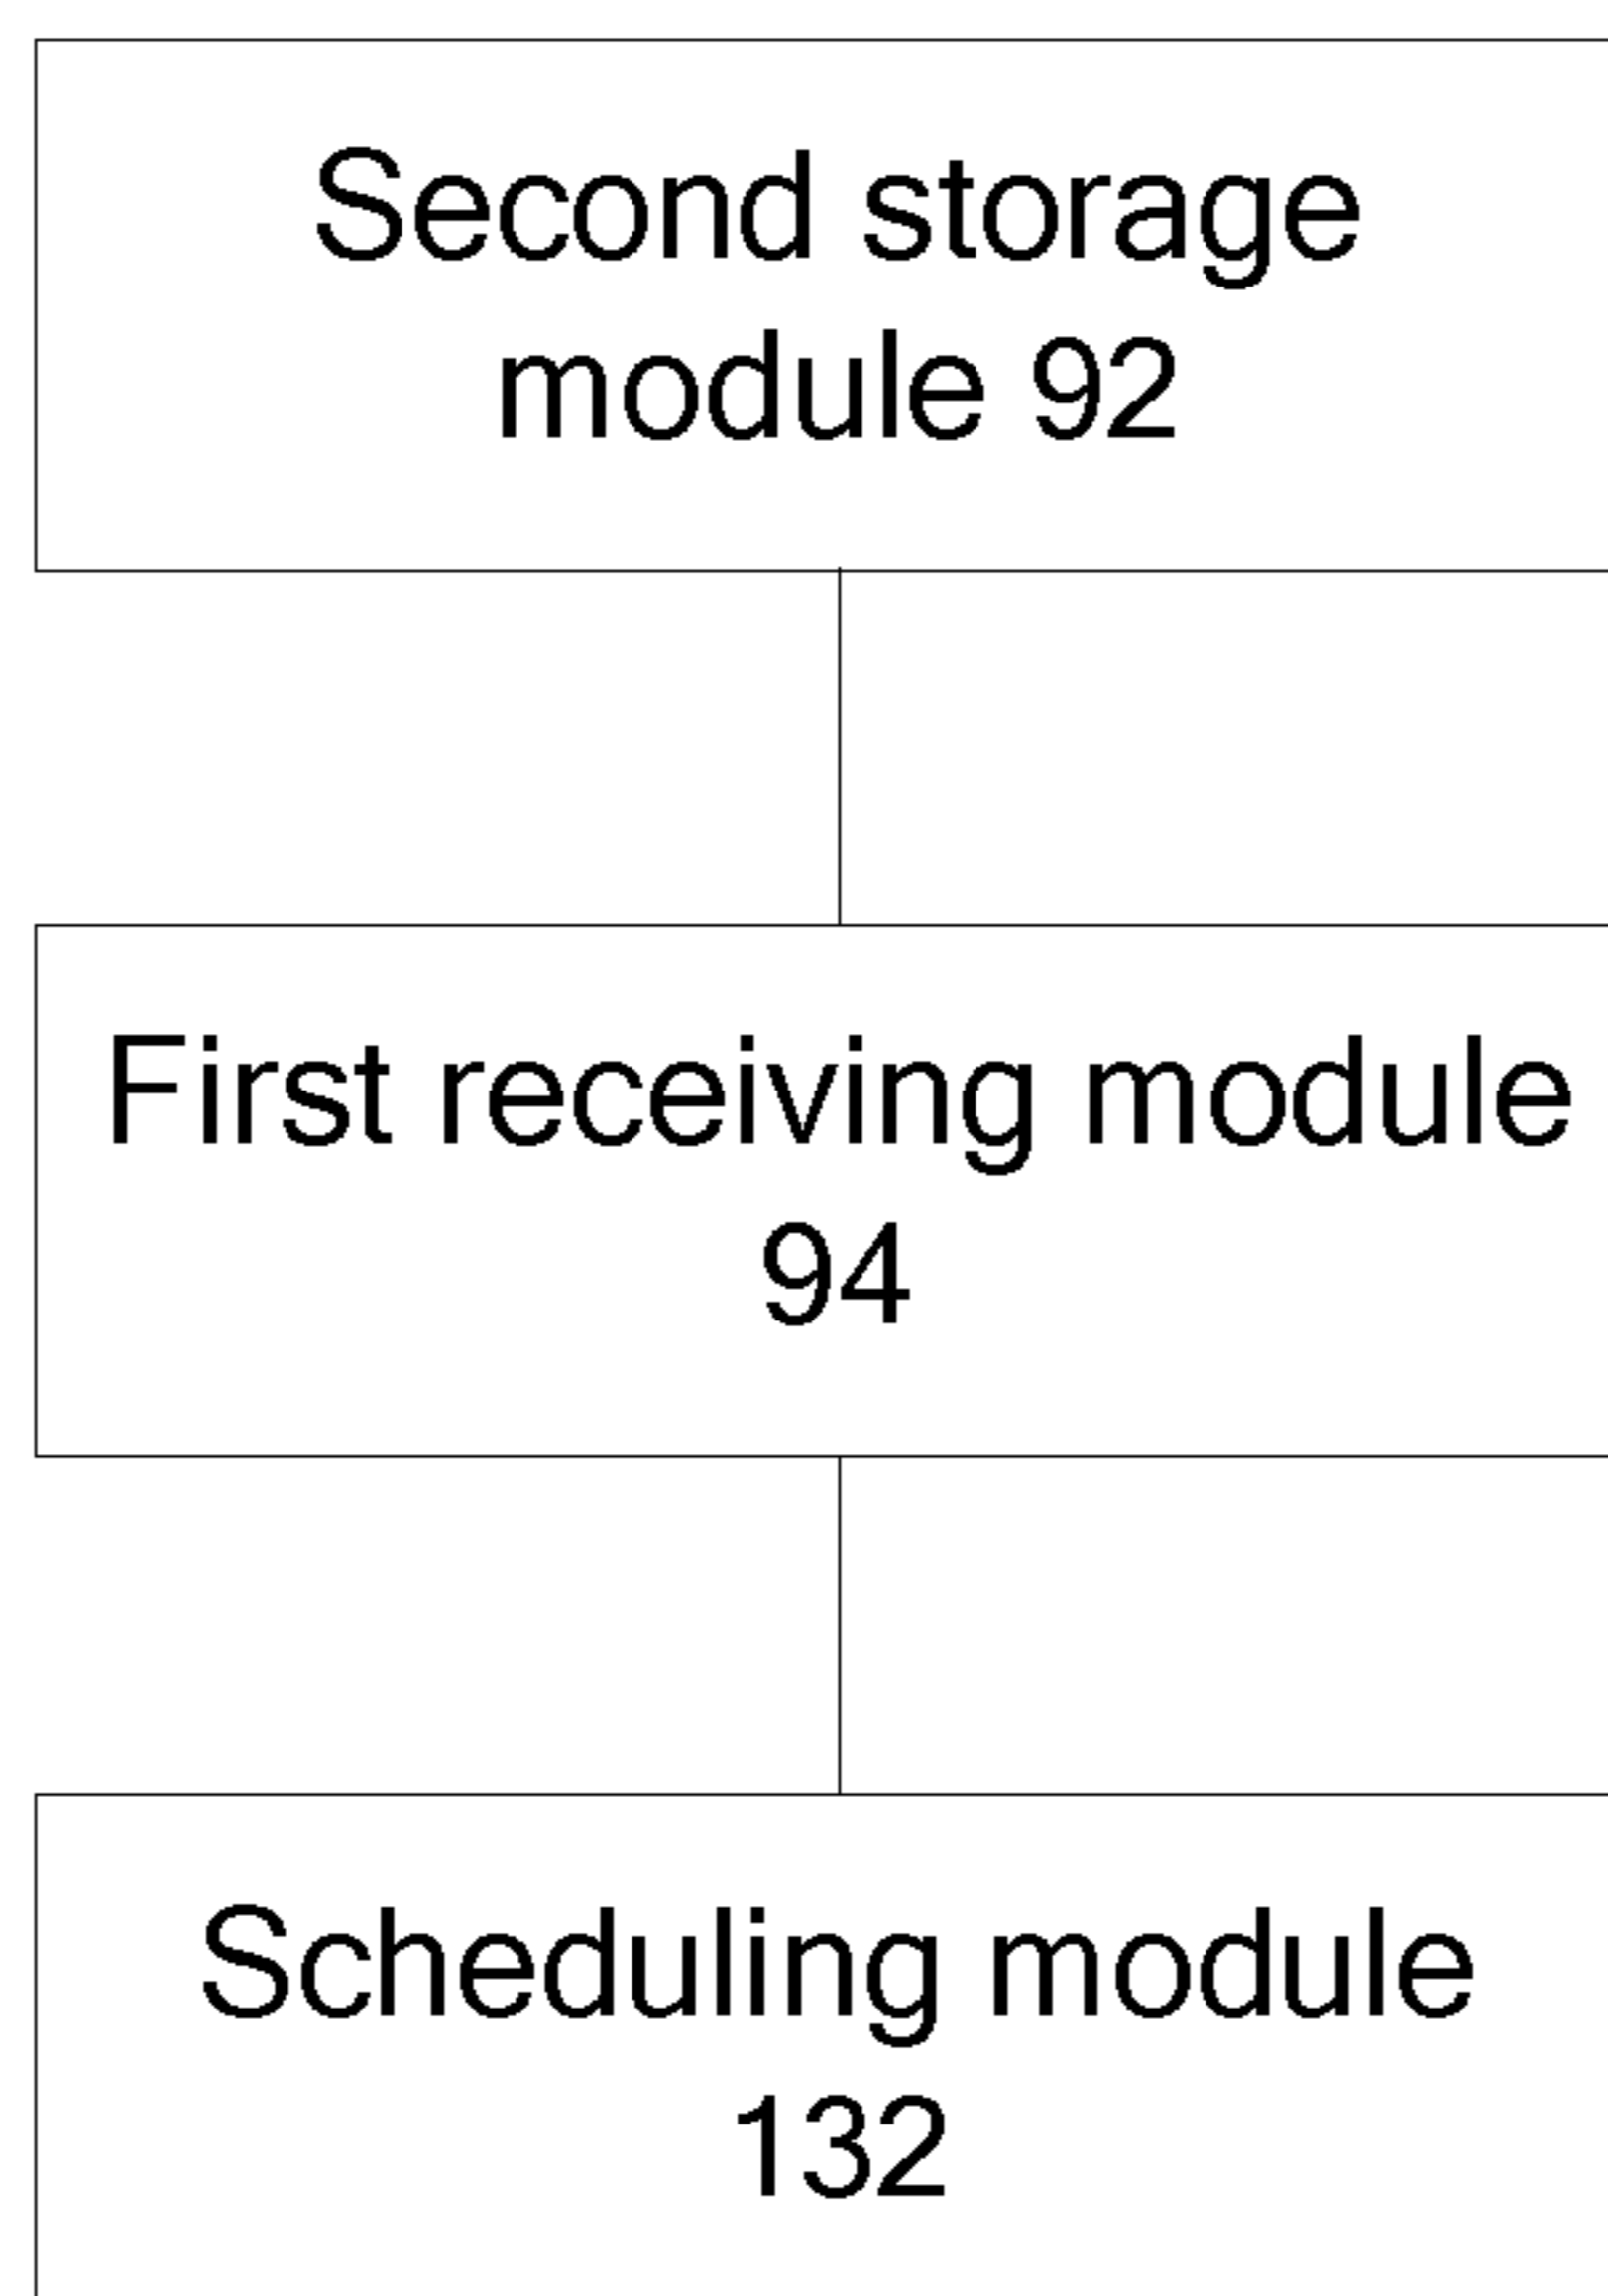 Second storage
module 92
First receiving module
94
Scheduling module
132